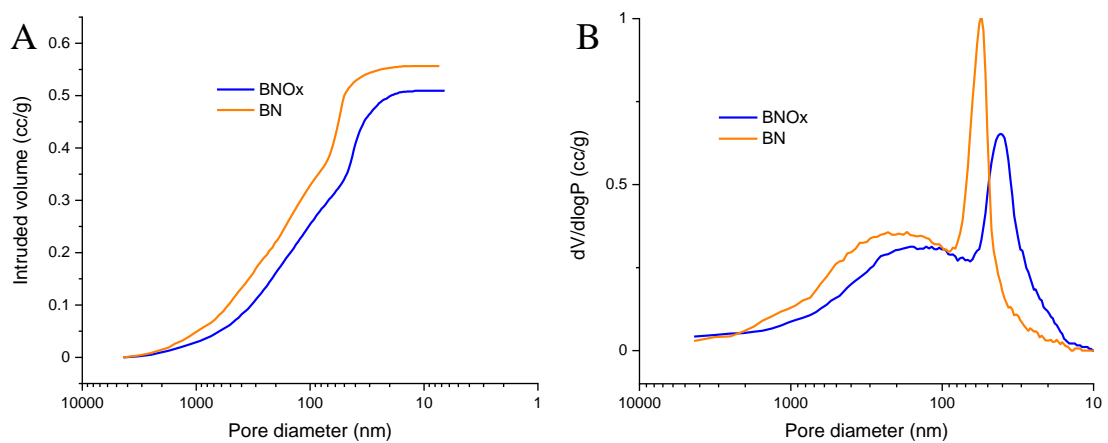 A
0.6
0.5
0.4
0.3
0.2
0.1
0
Intruded volume (cc/g)
BNOx
BN
10000 1000 100 10 1
Pore diameter (nm)
B
1
0.5
0
dV/dlogP (cc/g)
BNOx
BN
10000 1000 100 10
Pore diameter (nm)